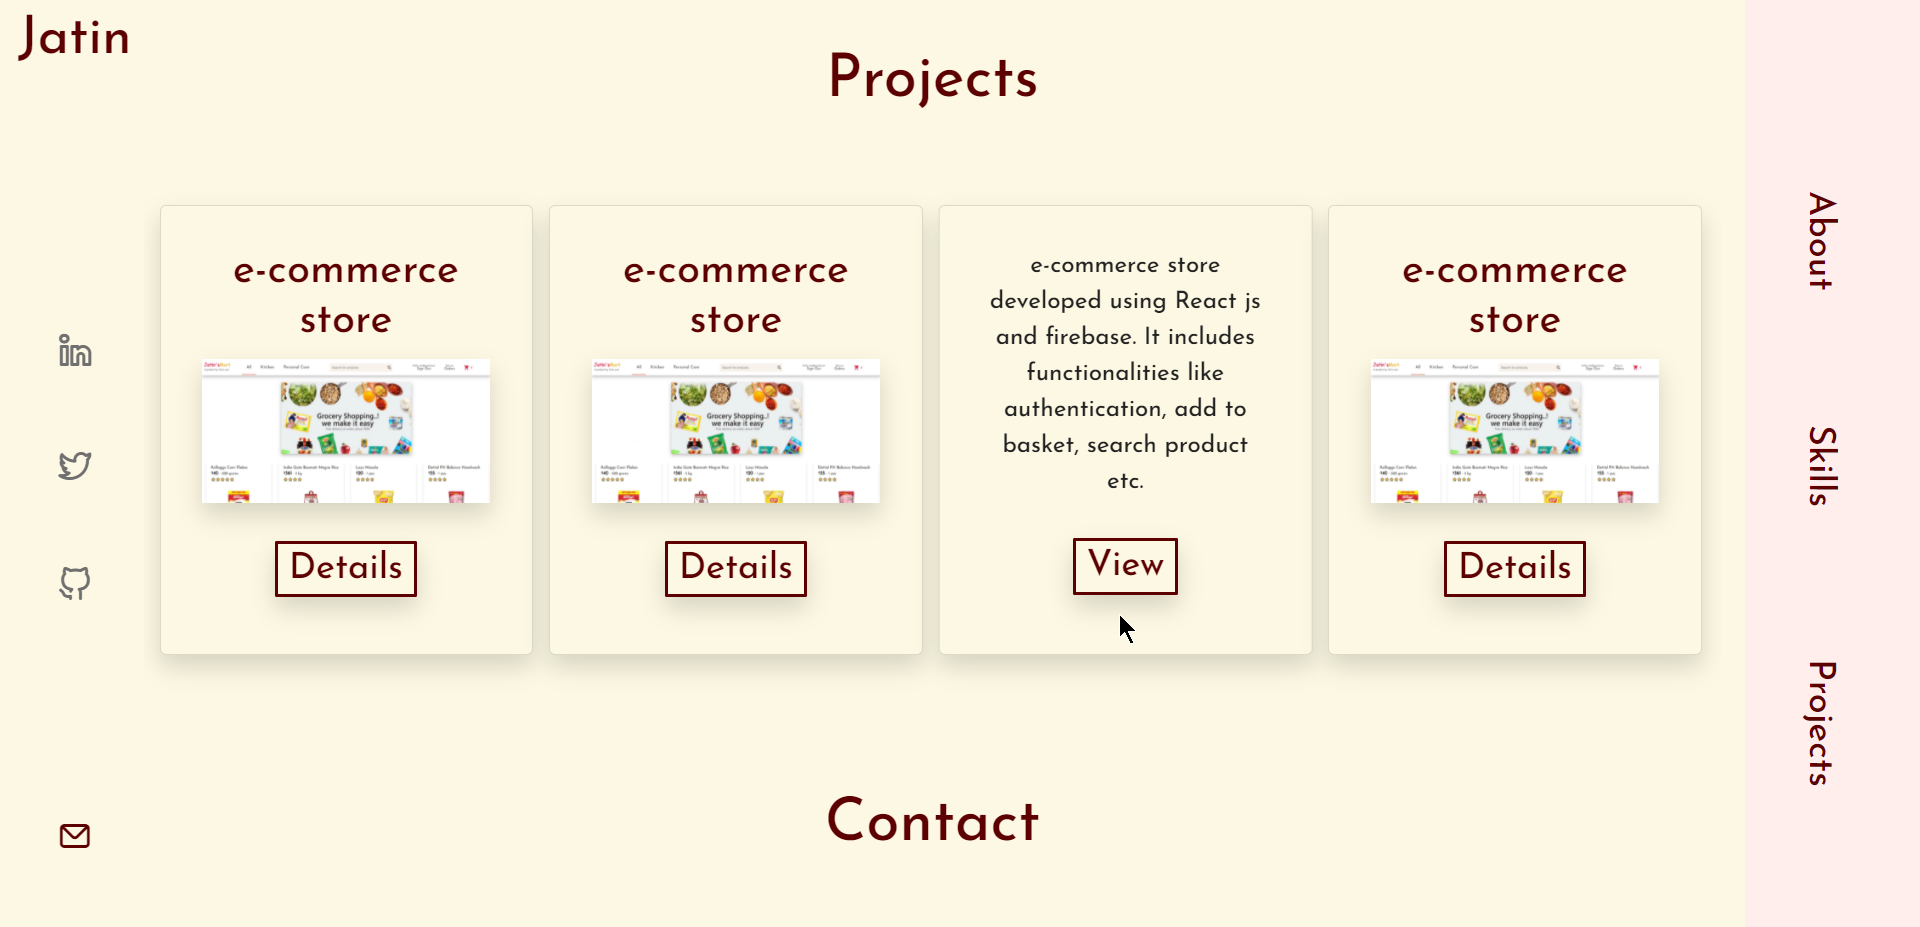 Jatin
Projects
e-commerce
store
Grocery Shopping..!
we make it easy
Details
e-commerce
store
Grocery Shopping..!
we make it easy
Details
e-commerce store
developed using React js
and firebase. It includes
functionalities like
authentication, add to
basket, search product
etc.
View
e-commerce
store
Grocery Shopping..!
we make it easy
Details
Contact
About
Skills
Projects